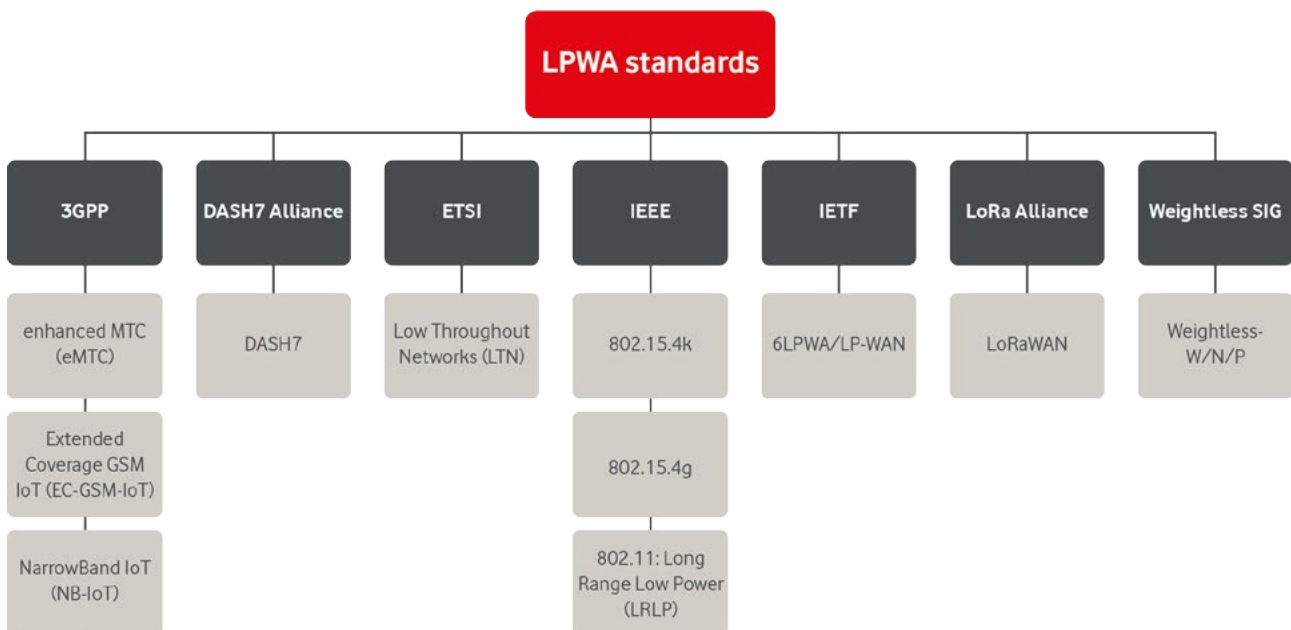 LPWA standards
3GPP
DASH7 Alliance
ETSI
IEEE
IETF
LoRa Alliance
Weightless SIG
enhanced MTC
(eMTC)
DASH7
Low Throughout
Networks (LTN)
802.15.4k
6LPWA/LP-WAN
LoRaWAN
Weightless-
W/N/P
Extended
Coverage GSM
IoT (EC-GSM-IoT)
802.15.4g
NarrowBand IoT
(NB-IoT)
802.11: Long
Range Low Power
(LRLP)